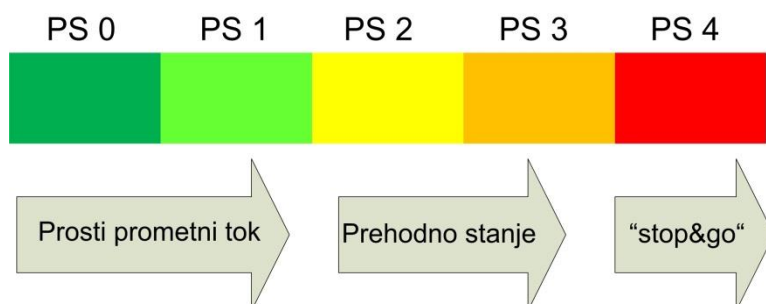 PS 0 PS 1 PS 2 PS 3 PS 4
Prosti prometni tok Prehodno stanje “stop&go“